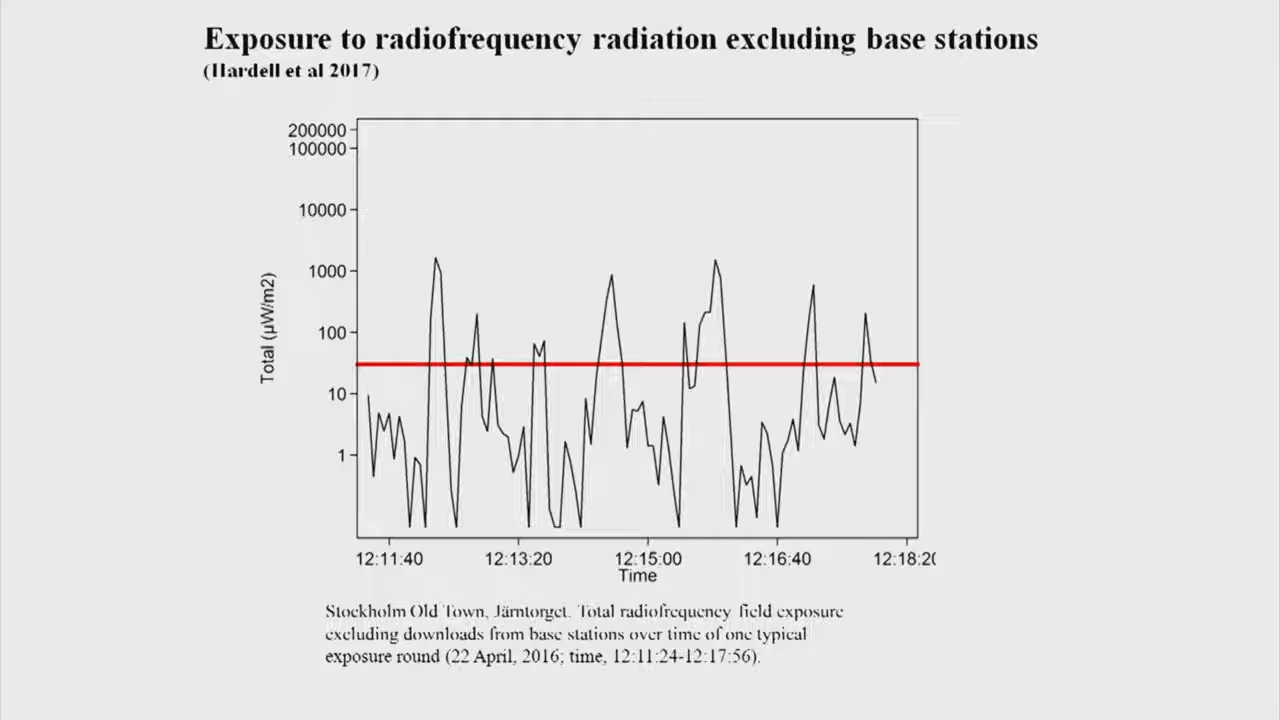 Exposure to radiofrequency radiation excluding base stations
(Hardell et al 2017)
200000
100000
10000
1000
100
10
1
Total (µW/m2)
12:11:40 12:13:20 12:15:00 12:16:40 12:18:20
Time
Stockholm Old Town, Järntorget. Total radiofrequency field exposure
excluding downloads from base stations over time of one typical
exposure round (22 April, 2016; time, 12:11:24-12:17:56).